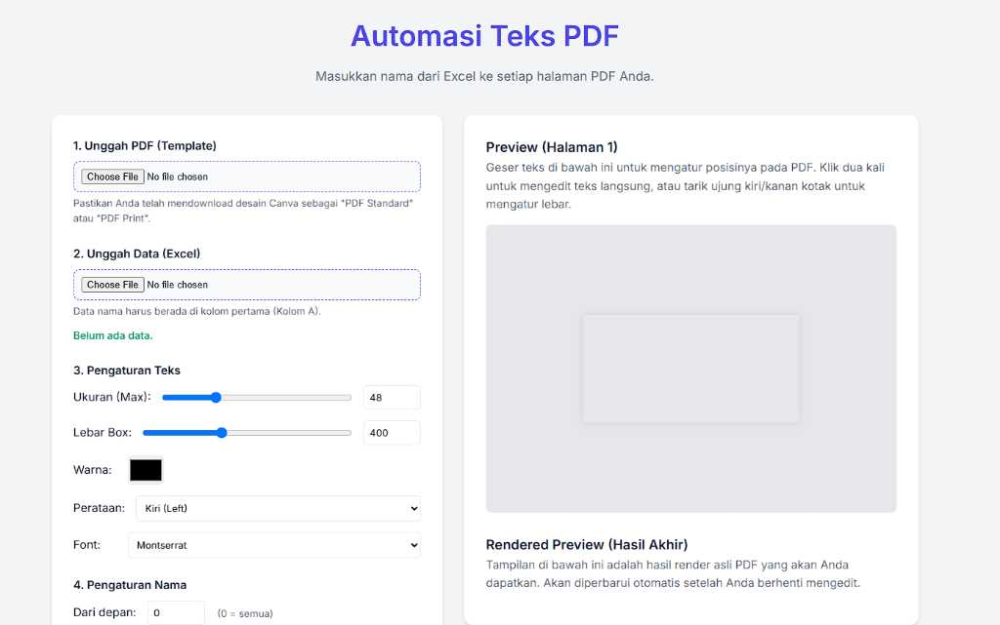 Automasi Teks PDF
Masukkan nama dari Excel ke setiap halaman PDF Anda.
1. Unggah PDF (Template)
Choose File No file chosen
Pastikan Anda telah mendownload desain Canva sebagai "PDF Standard"
atau "PDF Print".
2. Unggah Data (Excel)
Choose File No file chosen
Data nama harus berada di kolom pertama (Kolom A).
Belum ada data.
3. Pengaturan Teks
Ukuran (Max): 48
Lebar Box: 400
Warna:
Perataan: Kiri (Left)
Font: Montserrat
4. Pengaturan Nama
Dari depan: 0 (0 = semua)
Preview (Halaman 1)
Geser teks di bawah ini untuk mengatur posisinya pada PDF. Klik dua kali
untuk mengedit teks langsung, atau tarik ujung kiri/kanan kotak untuk
mengatur lebar.
Rendered Preview (Hasil Akhir)
Tampilan di bawah ini adalah hasil render asli PDF yang akan Anda
dapatkan. Akan diperbarui otomatis setelah Anda berhenti mengedit.